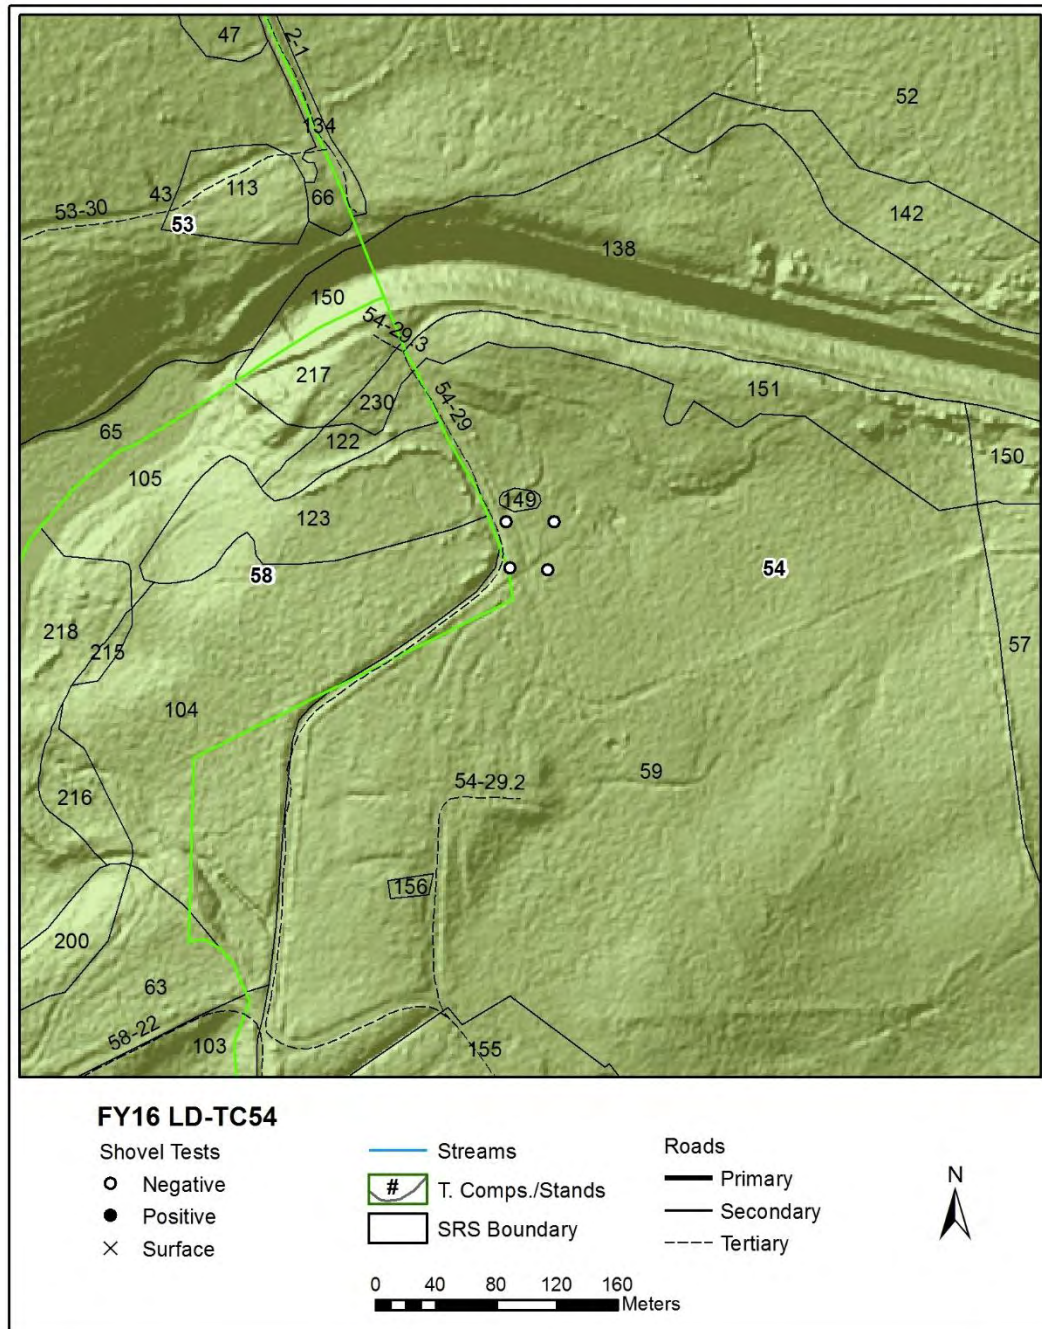 47
2-1
52
134
43
113
66
53-30
53
142
138
150
54-29.3
217
54-29
151
230
65
122
105
150
149
123
58
54
218
57
215
104
59
54-29.2
216
156
200
63
58-22
103
155
FY16 LD-TC54
Shovel Tests
Negative
Positive
Surface
Streams
# T. Comps./Stands
SRS Boundary
Roads
Primary
Secondary
Tertiary
N
0 40 80 120 160
Meters